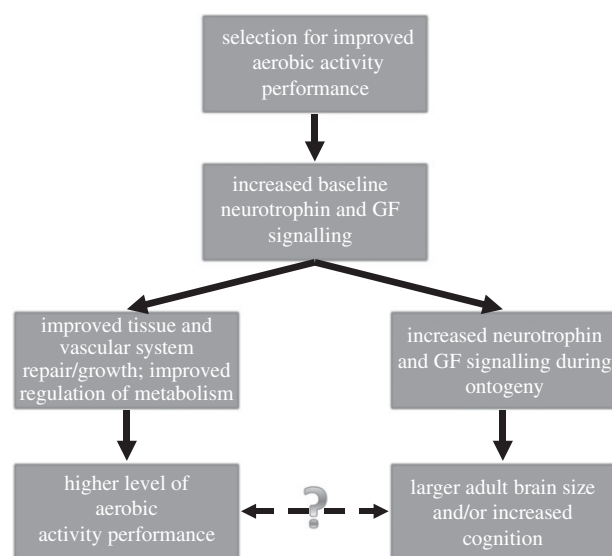 selection for improved
aerobic activity
performance
increased baseline
neurotrophin and GF
signalling
improved tissue and
vascular system
repair/growth; improved
regulation of metabolism
increased neurotrophin
and GF signalling during
ontogeny
higher level of
aerobic
activity performance
?
larger adult brain size
and/or increased
cognition